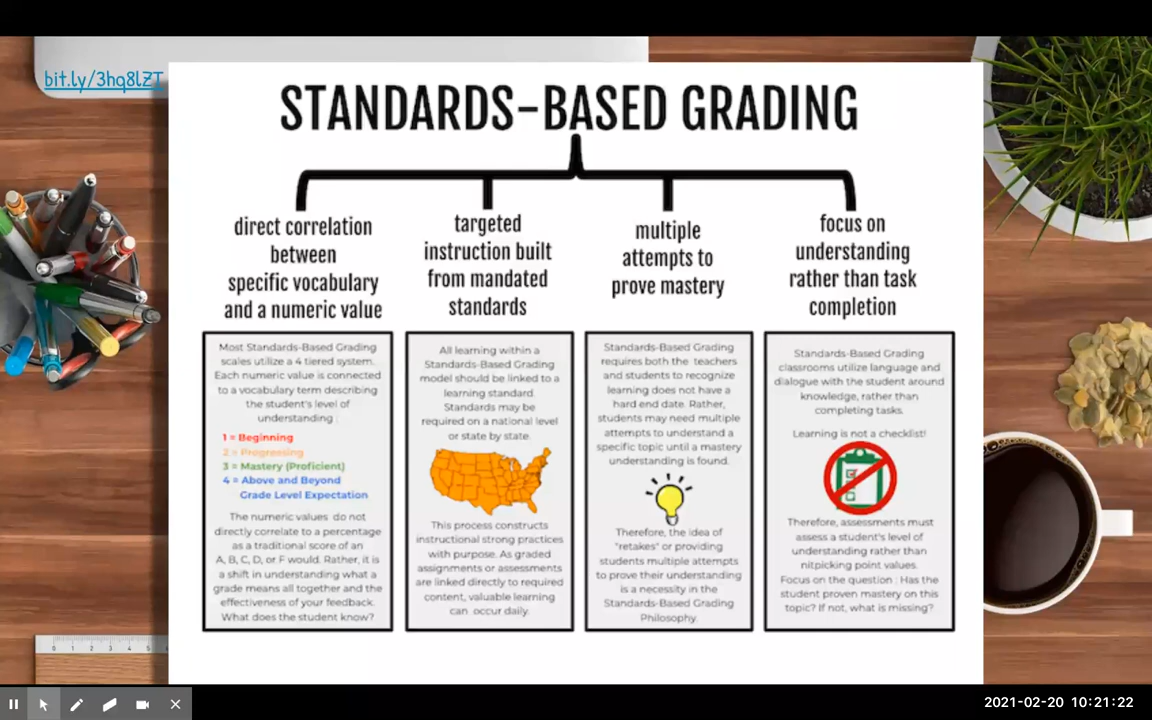 bit.ly/3hq8lZT
STANDARDS-BASED GRADING
direct correlation
between
specific vocabulary
and a numeric value
Most Standards-Based Grading
scales utilize a 4 tiered system.
Each numeric value is connected
to a vocabulary term describing
the student's level of
understanding :
1 = Beginning
2 = Progressing
3 = Mastery (Proficient)
4 = Above and Beyond
Grade Level Expectation
The numeric values do not
directly correlate to a percentage
as a traditional score of an
A, B, C, D, or F would. Rather, it is
a shift in understanding what a
grade means all together and the
effectiveness of your feedback.
What does the student know?
targeted
instruction built
from mandated
standards
All learning within a
Standards-Based Grading
model should be linked to a
learning standard.
Standards may be
required on a national level
or state by state.
This process constructs
instructional strong practices
with purpose. As graded
assignments or assessments
are linked directly to required
content, valuable learning
can occur daily.
multiple
attempts to
prove mastery
Standards-Based Grading
requires both the teachers
and students to recognize
learning does not have a
hard end date. Rather,
students may need multiple
attempts to understand a
specific topic until a mastery
understanding is found.
Therefore, the idea of
"retakes" or providing
students multiple attempts
to prove their understanding
is a necessity in the
Standards-Based Grading
Philosophy.
focus on
understanding
rather than task
completion
Standards-Based Grading
classrooms utilize language and
dialogue with the student around
knowledge, rather than
completing tasks.
Learning is not a checklist!
Therefore, assessments must
assess a student's level of
understanding rather than
nitpicking point values.
Focus on the question : Has the
student proven mastery on this
topic? If not, what is missing?
0 1 2 3 4 5
2021-02-20 10:21:22